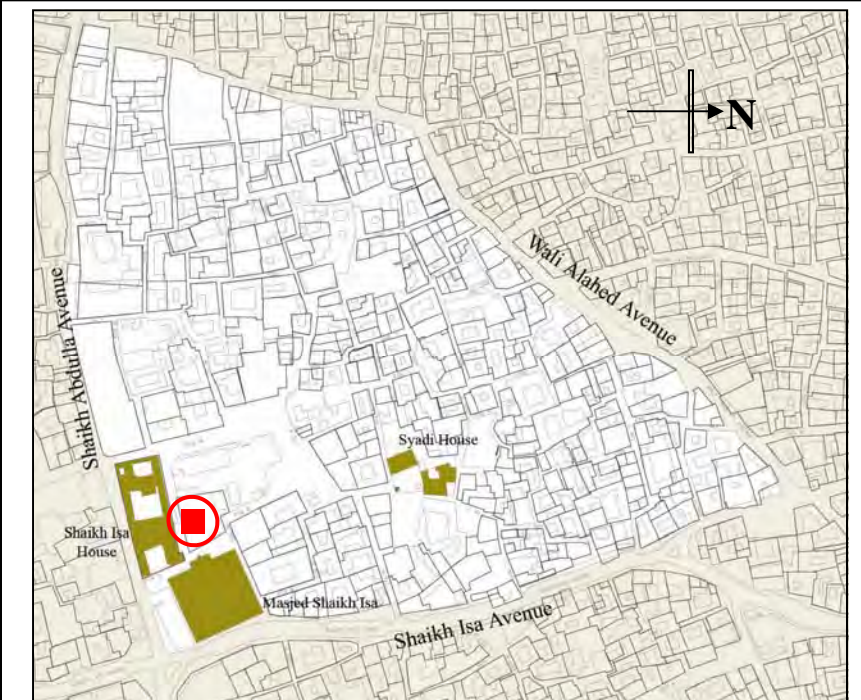 N
Wali Alahed Avenue
Shaikh Abdulla Avenue
Syadi House
Shaikh Isa
House
Masjed Shaikh Isa
Shaikh Isa Avenue